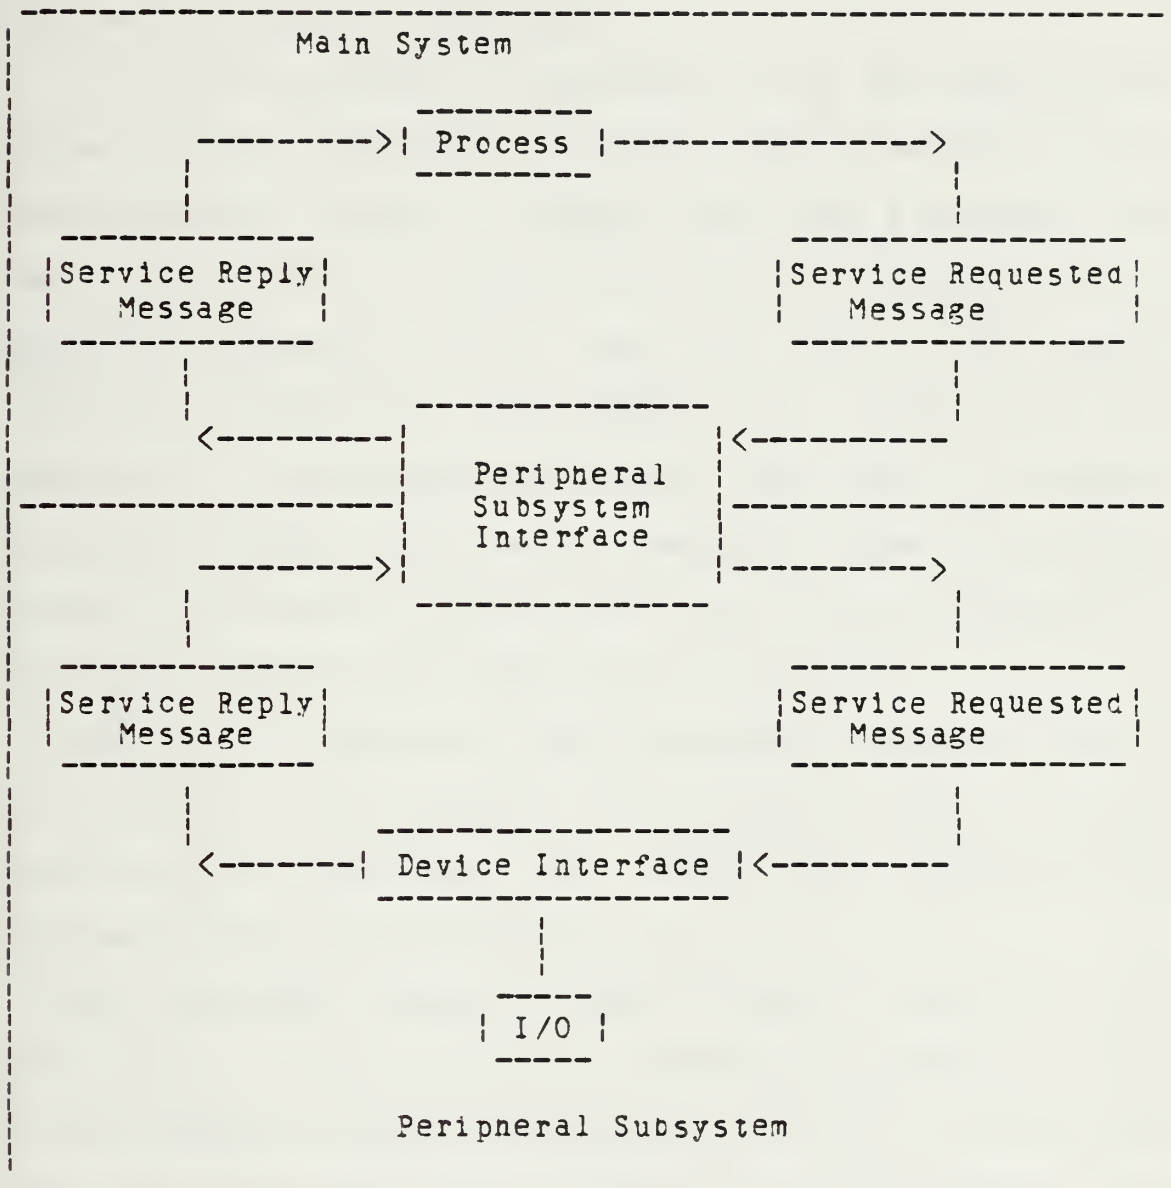 Main System
Process
Service Reply
Message
Service Requested
Message
Peripheral
Subsystem
Interface
Service Reply
Message
Service Requested
Message
Device Interface
I/O
Peripheral Subsystem